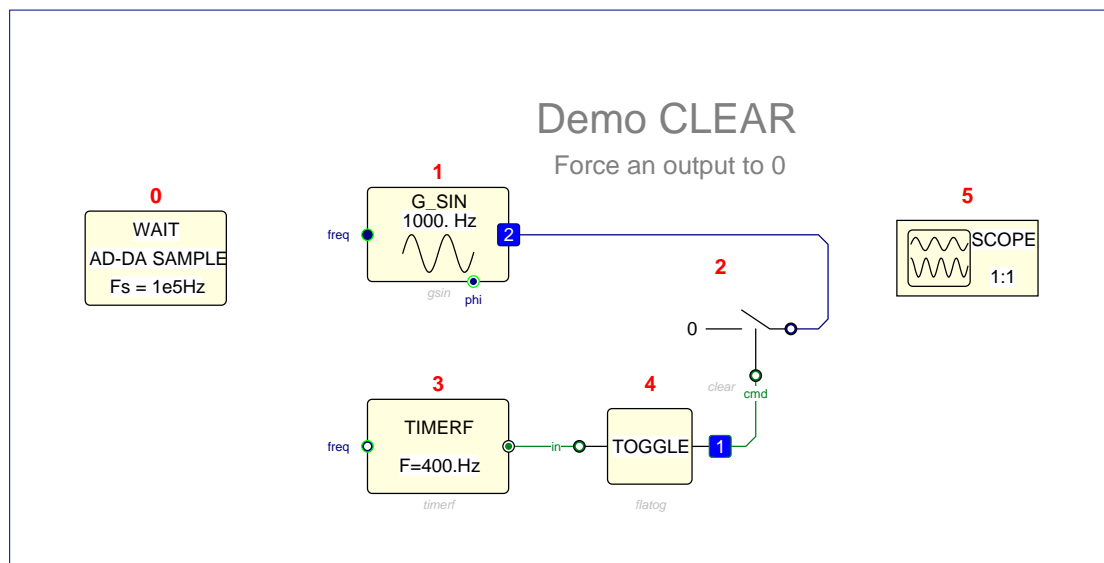 Demo CLEAR
Force an output to 0
0
WAIT
AD-DA SAMPLE
Fs = 1e5Hz
1
G_SIN
1000. Hz
freq
2
gsin
phi
2
0
clear
cmd
5
SCOPE
1:1
3
TIMERF
F=400.Hz
freq
timerf
in
4
TOGGLE
1
flatog